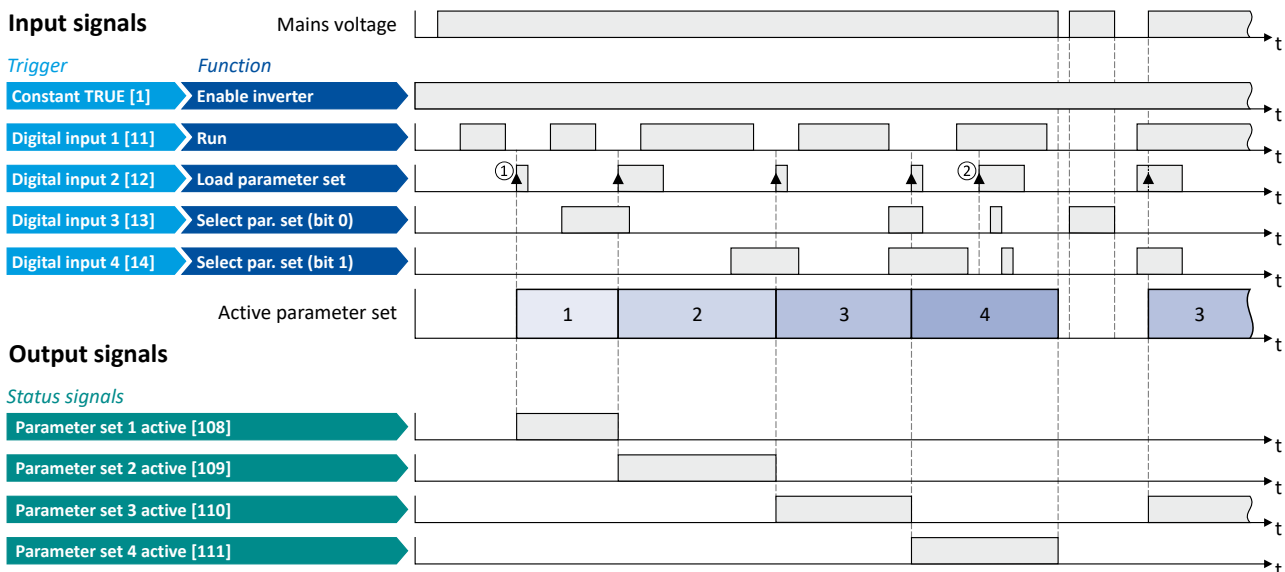 Input signals
Mains voltage
t
Trigger
Function
Constant TRUE [1]
Enable inverter
t
Digital input 1 [11]
Run
t
Digital input 2 [12]
Load parameter set
①
②
t
Digital input 3 [13]
Select par. set (bit 0)
t
Digital input 4 [14]
Select par. set (bit 1)
t
Active parameter set
1
2
3
4
3
t
Output signals
Status signals
Parameter set 1 active [108]
t
Parameter set 2 active [109]
t
Parameter set 3 active [110]
t
Parameter set 4 active [111]
t